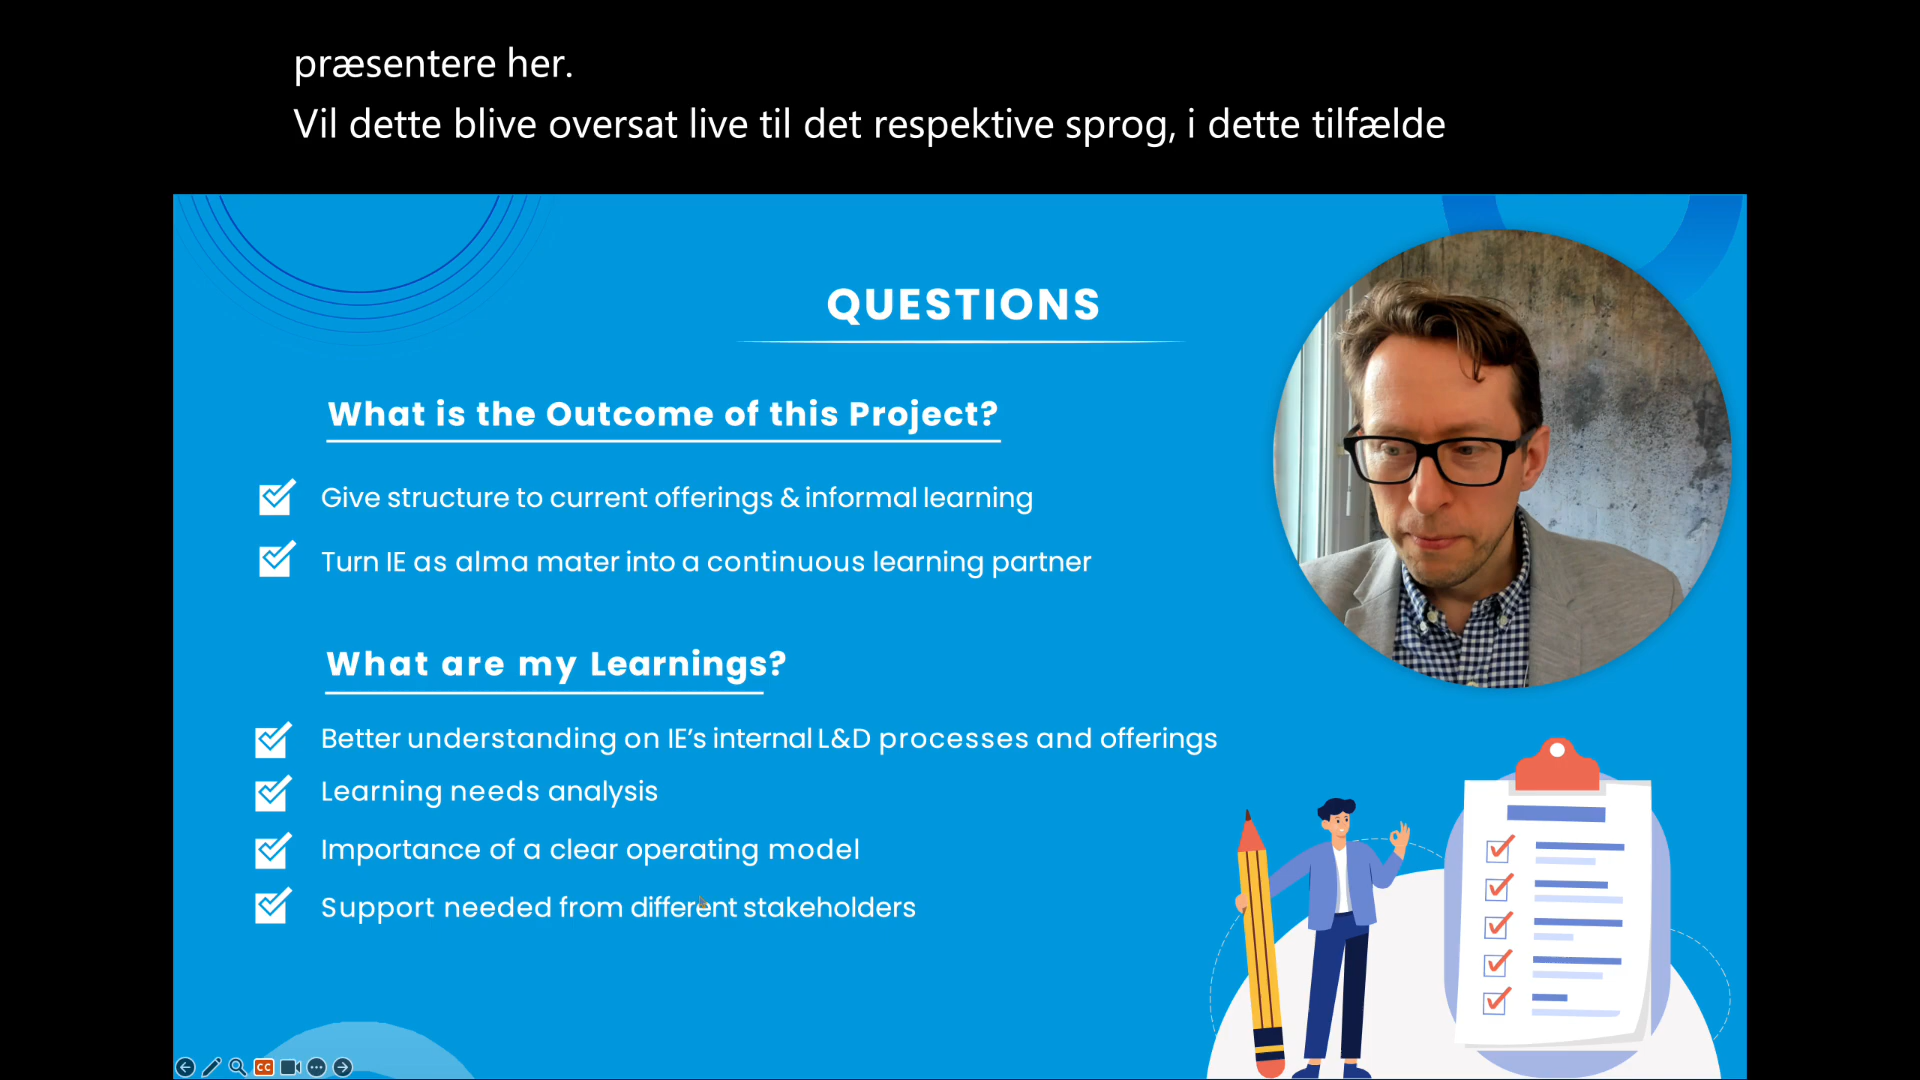 præsentere her.
Vil dette blive oversat live til det respektive sprog, i dette tilfælde
QUESTIONS
What is the Outcome of this Project?
Give structure to current offerings & informal learning
Turn IE as alma mater into a continuous learning partner
What are my Learnings?
Better understanding on IE’s internal L&D processes and offerings
Learning needs analysis
Importance of a clear operating model
Support needed from different stakeholders
CC